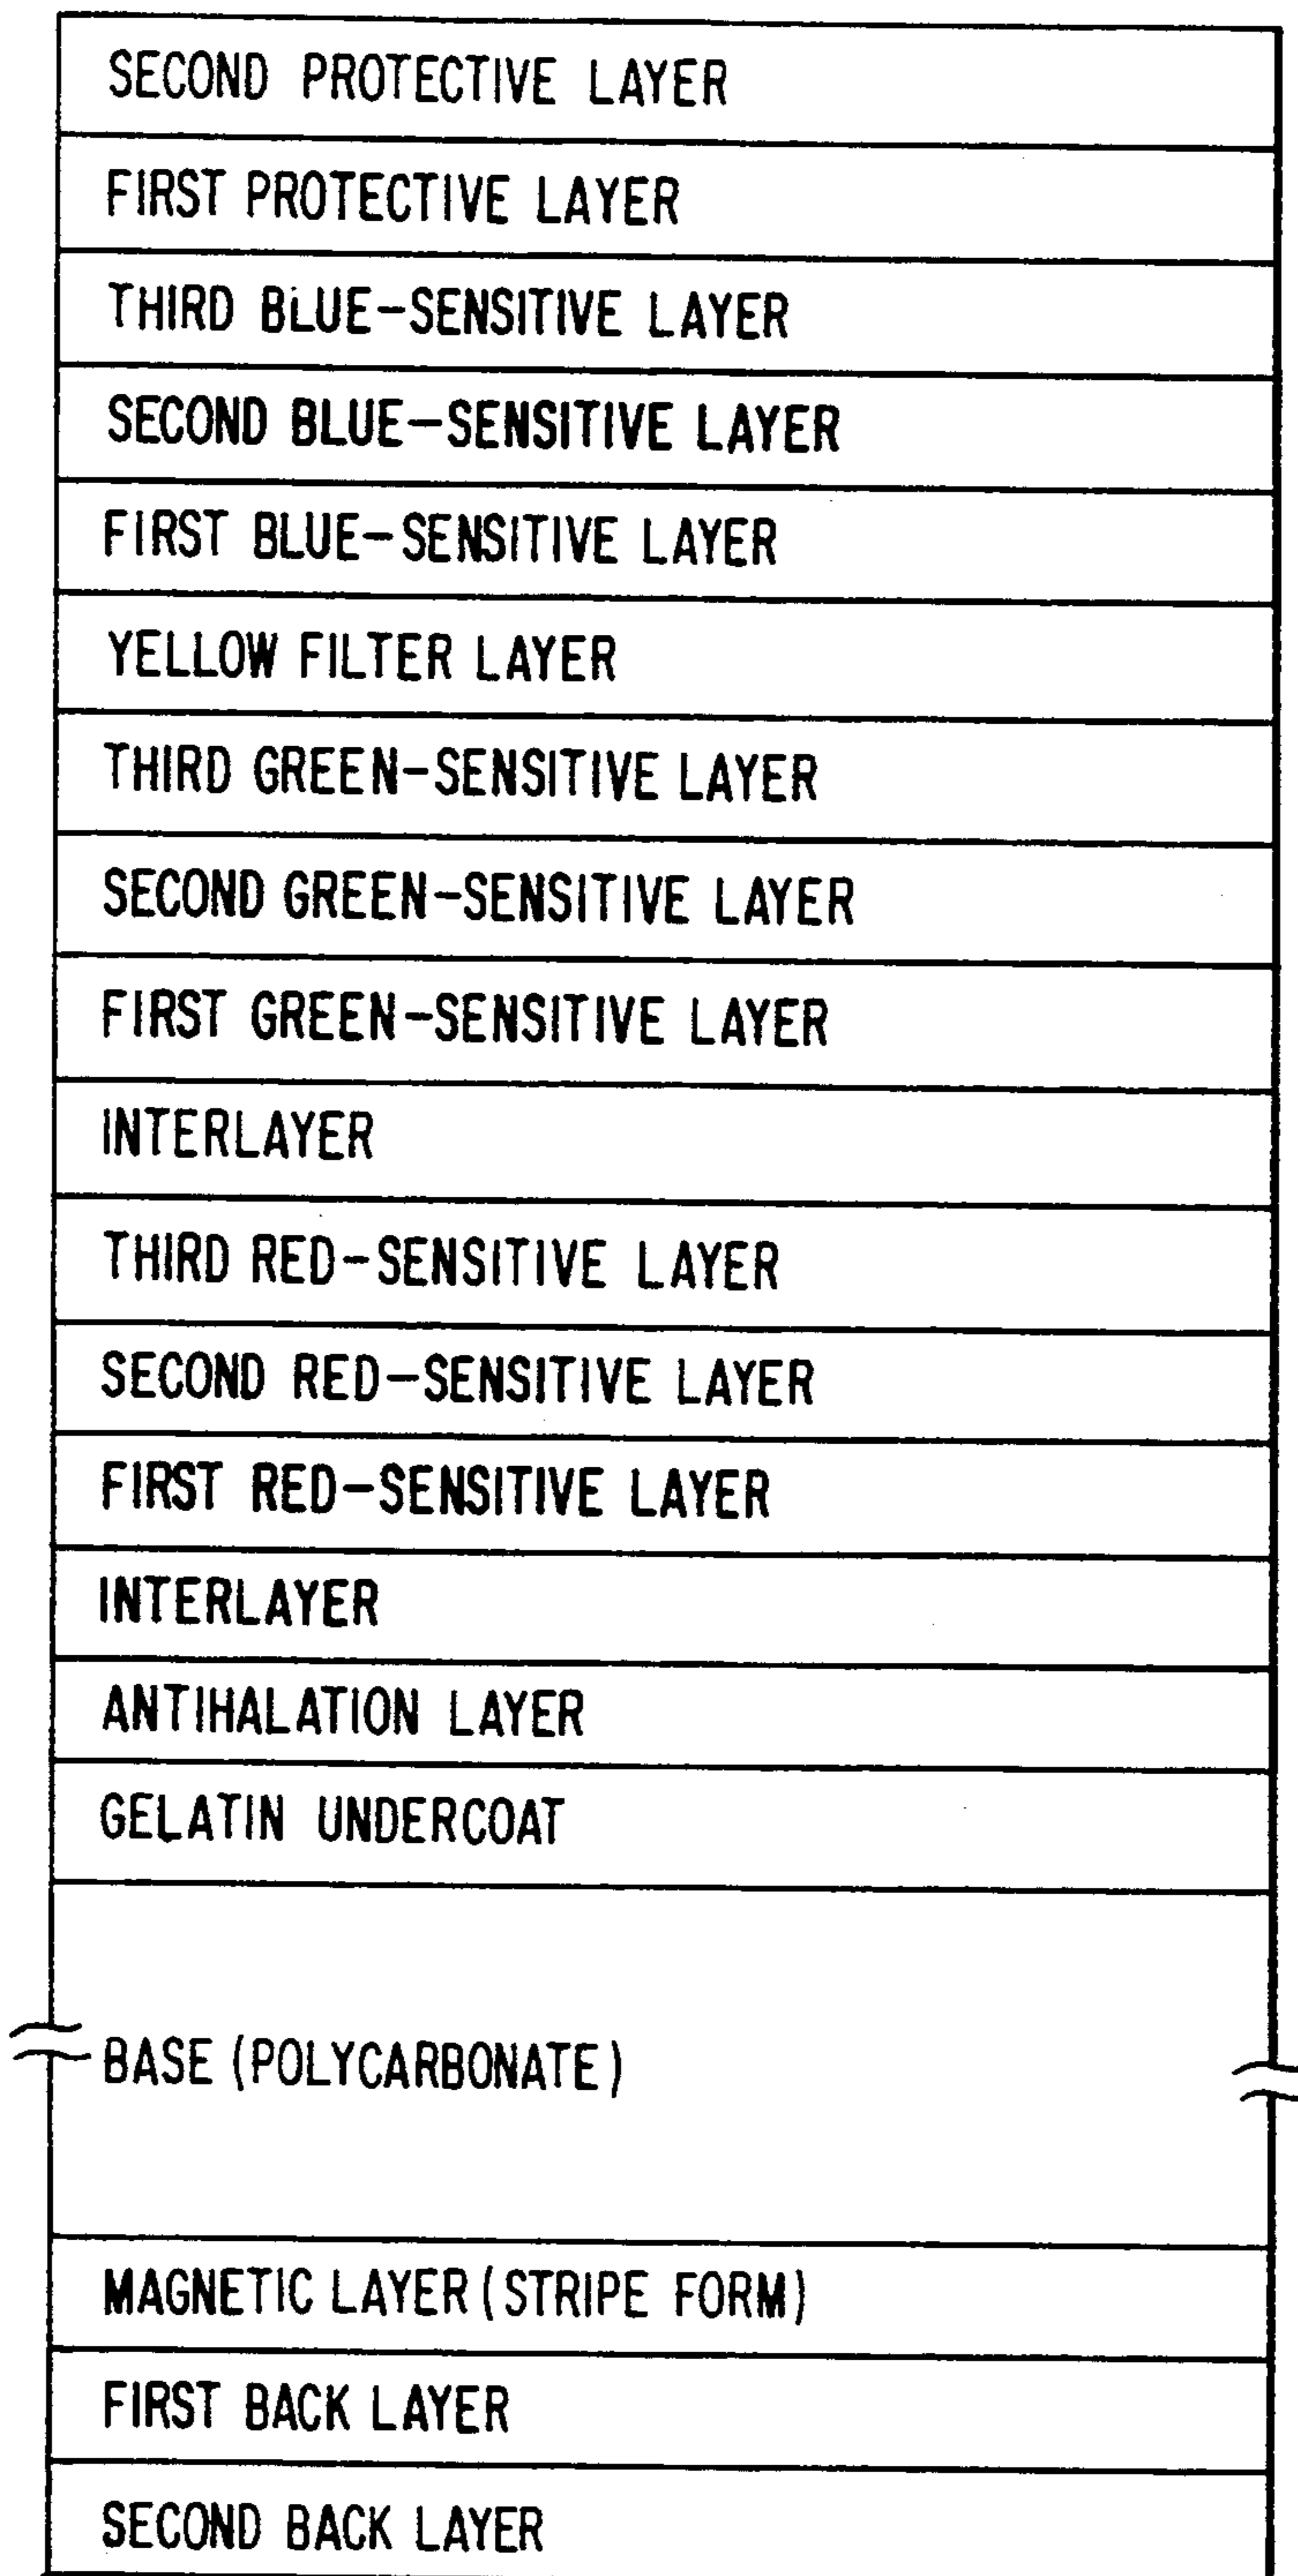 SECOND PROTECTIVE LAYER
FIRST PROTECTIVE LAYER
THIRD BLUE-SENSITIVE LAYER
SECOND BLUE-SENSITIVE LAYER
FIRST BLUE-SENSITIVE LAYER
YELLOW FILTER LAYER
THIRD GREEN-SENSITIVE LAYER
SECOND GREEN-SENSITIVE LAYER
FIRST GREEN-SENSITIVE LAYER
INTERLAYER
THIRD RED-SENSITIVE LAYER
SECOND RED-SENSITIVE LAYER
FIRST RED-SENSITIVE LAYER
INTERLAYER
ANTIHALATION LAYER
GELATIN UNDERCOAT
BASE (POLYCARBONATE)
MAGNETIC LAYER (STRIPE FORM)
FIRST BACK LAYER
SECOND BACK LAYER